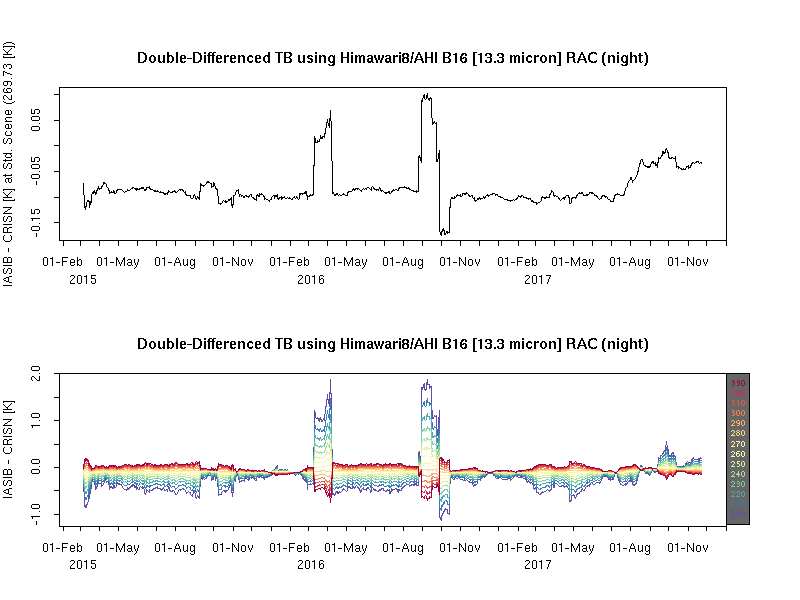 Double-Differenced TB using Himawari8/AHI B16 [13.3 micron] RAC (night)
IASIB - CRISN [K] at Std. Scene (269.73 [K])
0.05
-0.05
-0.15
01-Feb 01-May 01-Aug 01-Nov 01-Feb 01-May 01-Aug 01-Nov 01-Feb 01-May 01-Aug 01-Nov
2015 2016 2017
Double-Differenced TB using Himawari8/AHI B16 [13.3 micron] RAC (night)
IASIB - CRISN [K]
2.0
1.0
0.0
-1.0
330
310
300
290
280
270
260
250
240
230
220
01-Feb 01-May 01-Aug 01-Nov 01-Feb 01-May 01-Aug 01-Nov 01-Feb 01-May 01-Aug 01-Nov
2015 2016 2017